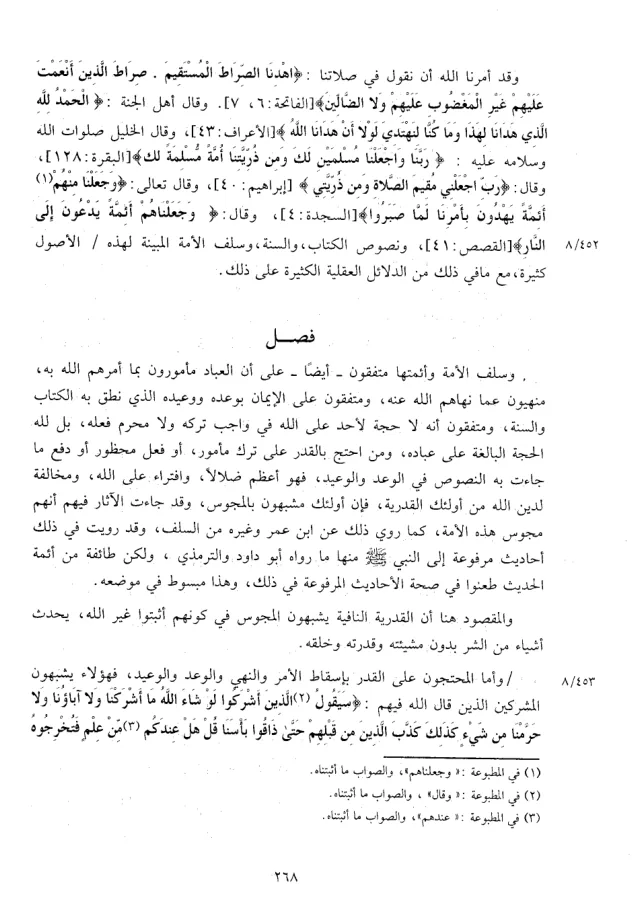 وقد أمرنا الله أن نقول في صلاتنا : ﴿اهْدِنَا الصِّرَاطَ الْمُسْتَقِيمَ . صِرَاطَ الَّذِينَ أَنْعَمْتَ
عَلَيْهِمْ غَيْرِ الْمَغْضُوبِ عَلَيْهِمْ وَلا الضَّالِّينَ﴾[الفاتحة: ٦، ٧]. وقال أهل الجنة : ﴿ الْحَمْدُ لِلَّهِ
الَّذِي هَدَانَا لِهَذَا وَمَا كُنَّا لِنَهْتَدِيَ لَوْلا أَنْ هَدَانَا اللَّهُ ﴾[الأعراف: ٤٣]، وقال الخليل صلوات الله
وسلامه عليه : ﴿ رَبَّنَا وَاجْعَلْنَا مُسْلِمَيْنِ لَكَ وَمِن ذُرِّيَّتِنَا أُمَّةً مُّسْلِمَةً لَكَ﴾[البقرة: ١٢٨]،
وقال: ﴿رَبِّ اجْعَلْنِي مُقِيمَ الصَّلاةِ وَمِن ذُرِّيَّتِي ﴾ [إبراهيم: ٤٠]، وقال تعالى: ﴿وَجَعَلْنَا مِنْهُمْ(١)
أَئِمَّةً يَهْدُونَ بِأَمْرِنَا لَمَّا صَبَرُوا﴾[السجدة: ٤]، وقال: ﴿ وَجَعَلْنَاهُمْ أَئِمَّةً يَدْعُونَ إِلَى
النَّارِ﴾[القصص: ٤١]، ونصوص الكتاب، والسنة، وسلف الأمة المبينة لهذه / الأصول ٨/٤٥٢
كثيرة، مع مافي ذلك من الدلائل العقلية الكثيرة على ذلك.
فصل
وسلف الأمة وأئمتها متفقون ـ أيضًا ـ على أن العباد مأمورون بما أمرهم الله به،
منهيون عما نهاهم الله عنه، ومتفقون على الإيمان بوعده ووعيده الذي نطق به الكتاب
والسنة، ومتفقون أنه لا حجة لأحد على الله في واجب تركه ولا محرم فعله، بل لله
الحجة البالغة على عباده، ومن احتج بالقدر على ترك مأمور، أو فعل محظور أو دفع ما
جاءت به النصوص في الوعد والوعيد، فهو أعظم ضلالاً، وافتراء على الله، ومخالفة
لدين الله من أولئك القدرية، فإن أولئك مشبهون بالمجوس، وقد جاءت الآثار فيهم أنهم
مجوس هذه الأمة، كما روي ذلك عن ابن عمر وغيره من السلف، وقد رويت في ذلك
أحاديث مرفوعة إلى النبي ﷺ منها ما رواه أبو داود والترمذي ، ولكن طائفة من أئمة
الحديث طعنوا في صحة الأحاديث المرفوعة في ذلك، وهذا مبسوط في موضعه.
والمقصود هنا أن القدرية النافية يشبهون المجوس في كونهم أثبتوا غير الله، يحدث
أشياء من الشر بدون مشيئته وقدرته وخلقه.
/ وأما المحتجون على القدر بإسقاط الأمر والنهي والوعد والوعيد، فهؤلاء يشبهون ٨/٤٥٣
المشركين الذين قال الله فيهم : ﴿سَيَقُولُ (٢)الَّذِينَ أَشْرَكُوا لَوْ شَاءَ اللَّهُ مَا أَشْرَكْنَا وَلا آبَاؤُنَا وَلا
حَرَّمْنَا مِن شَيْءٍ كَذَلِكَ كَذَّبَ الَّذِينَ مِن قَبْلِهِمْ حَتَّىٰ ذَاقُوا بَأْسَنَا قُلْ هَلْ عِندَكُم (٣)مِّنْ عِلْمٍ فَتُخْرِجُوهُ
(١) في المطبوعة : « وجعلناهم»، والصواب ما أثبتناه.
(٢) في المطبوعة : « وقال» ، والصواب ما أثبتناه.
(٣) في المطبوعة : « عندهم»، والصواب ما أثبتناه.
٢٦٨